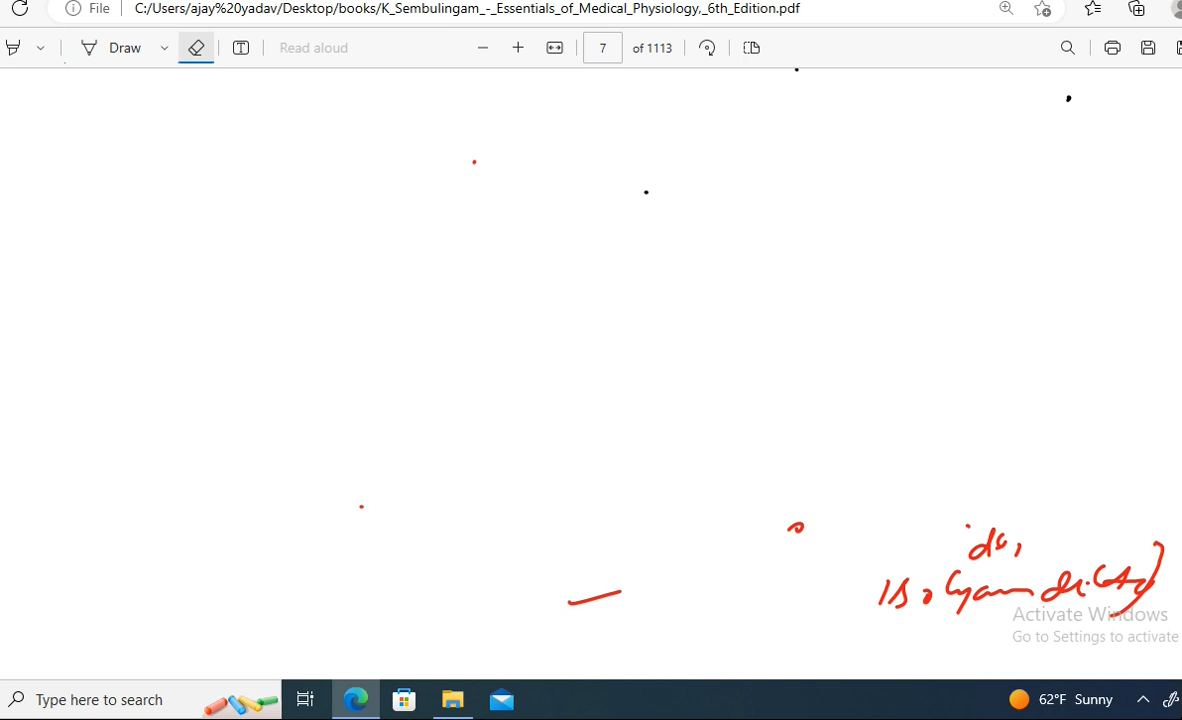 File C:/Users/ajay%20yadav/Desktop/books/K_Sembulingam_-_Essentials_of_Medical_Physiology,_6th_Edition.pdf
Draw Read aloud 7 of 1113
Activate Windows
Go to Settings to activate
Type here to search 62°F Sunny